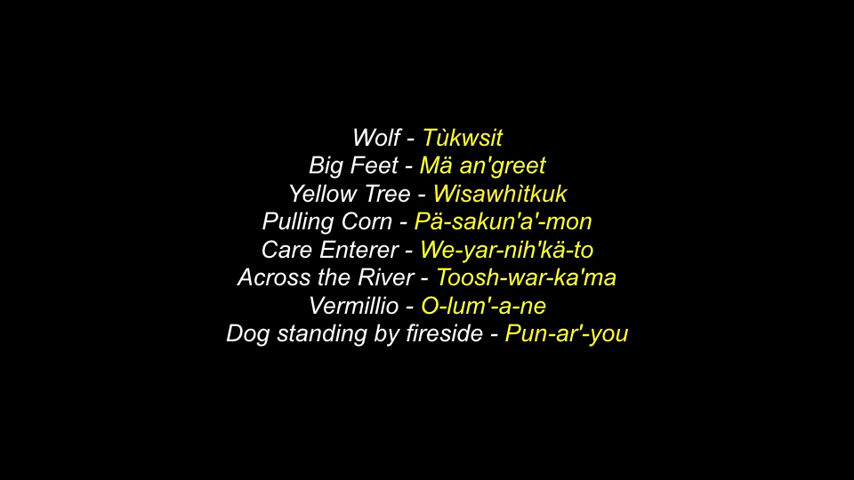 Wolf - Tùkwsit
Big Feet - Mä an'greet
Yellow Tree - Wisawhìtkuk
Pulling Corn - Pä-sakun'a'-mon
Care Enterer - We-yar-nih'kä-to
Across the River - Toosh-war-ka'ma
Vermillio - O-lum'-a-ne
Dog standing by fireside - Pun-ar'-you